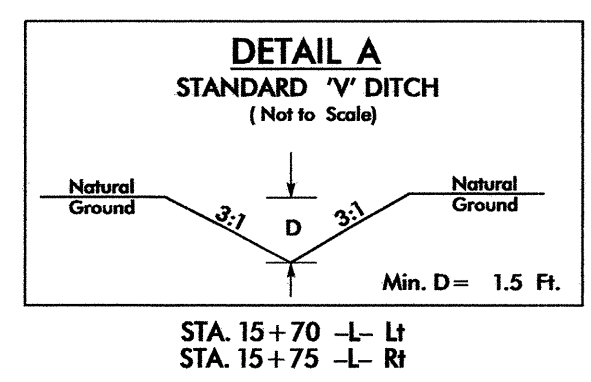 DETAIL A
STANDARD 'V' DITCH
( Not to Scale)
Natural
Ground
3:1
D
3:1
Natural
Ground
Min. D= 1.5 Ft.
STA. 15+70 -L- Lt
STA. 15+75 -L- Rt